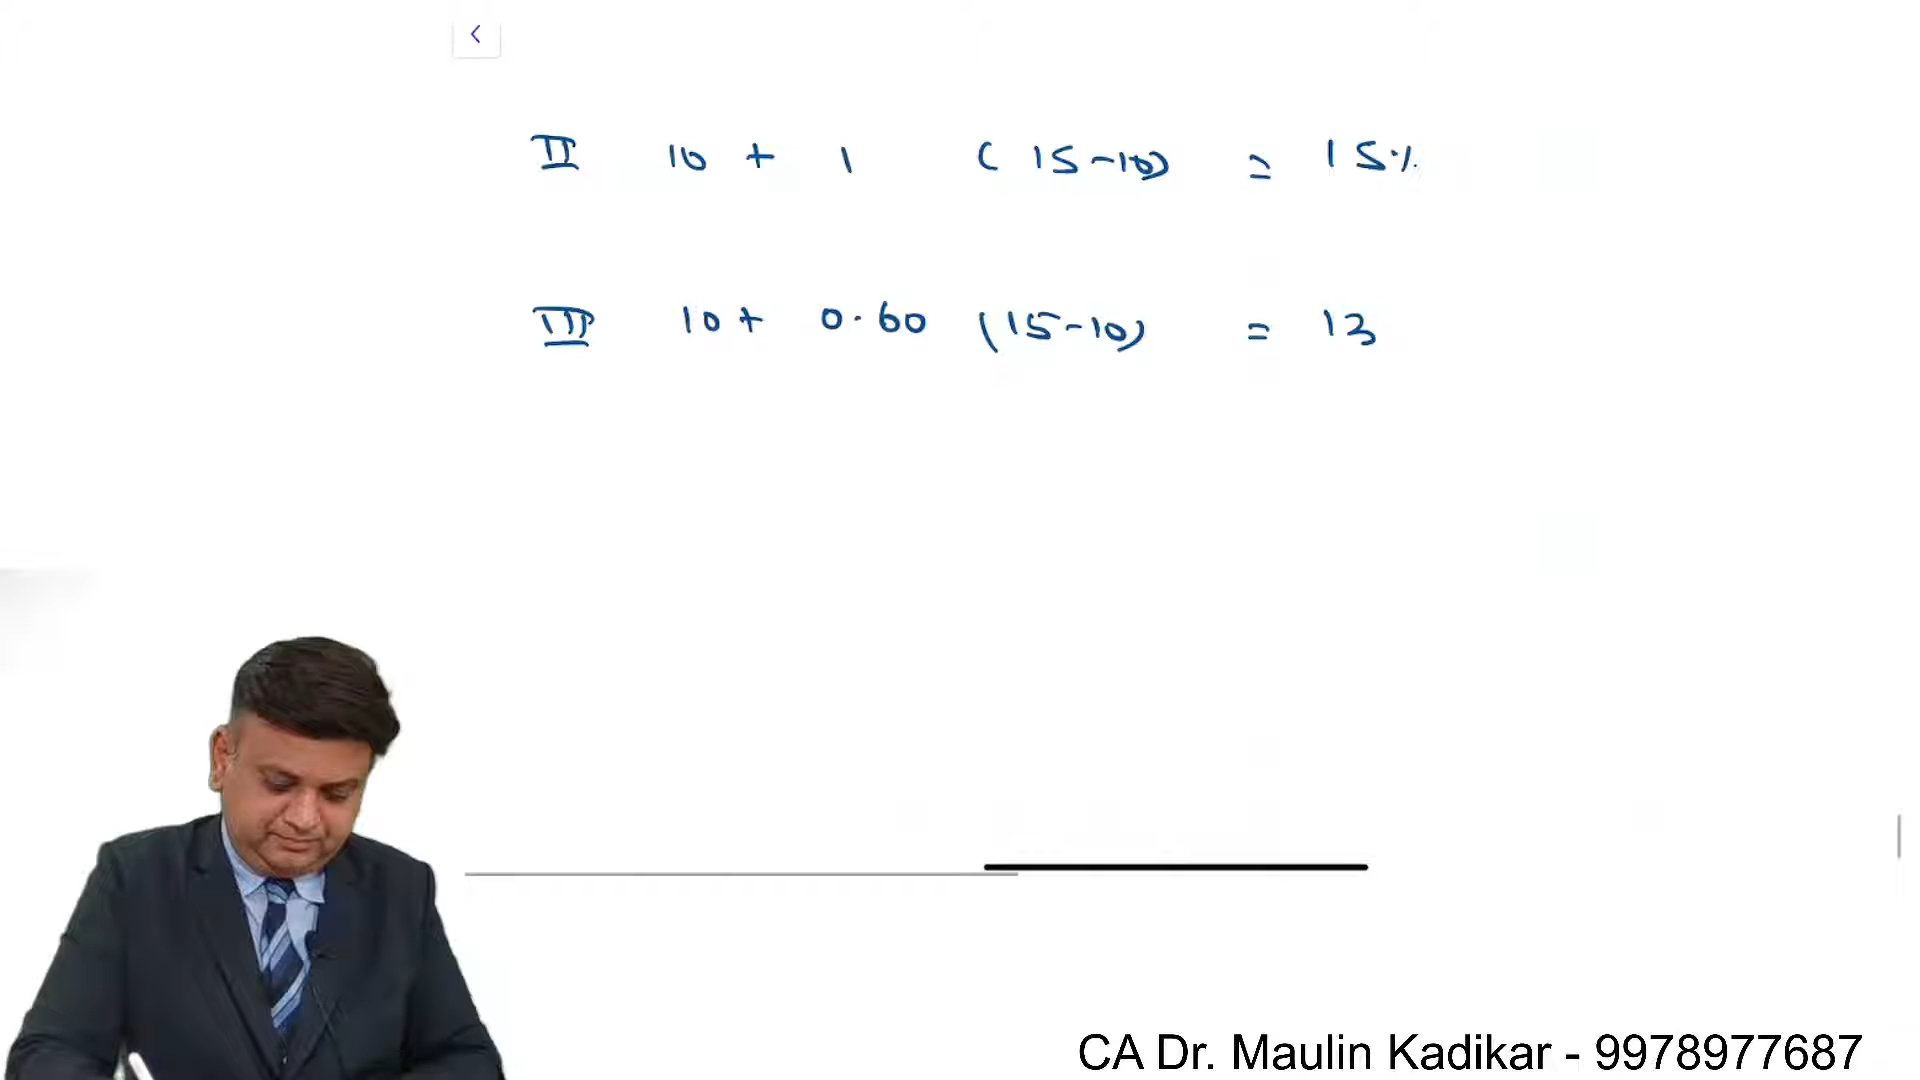 II 10 + 1 (15-10) = 15%
III 10 + 0.60 (15-10) = 13
CA Dr. Maulin Kadikar - 9978977687